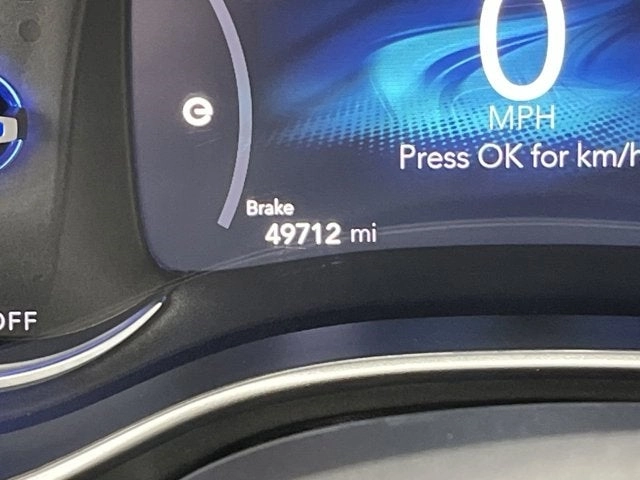 0
MPH
Press OK for km/h
Brake
49712 mi
OFF